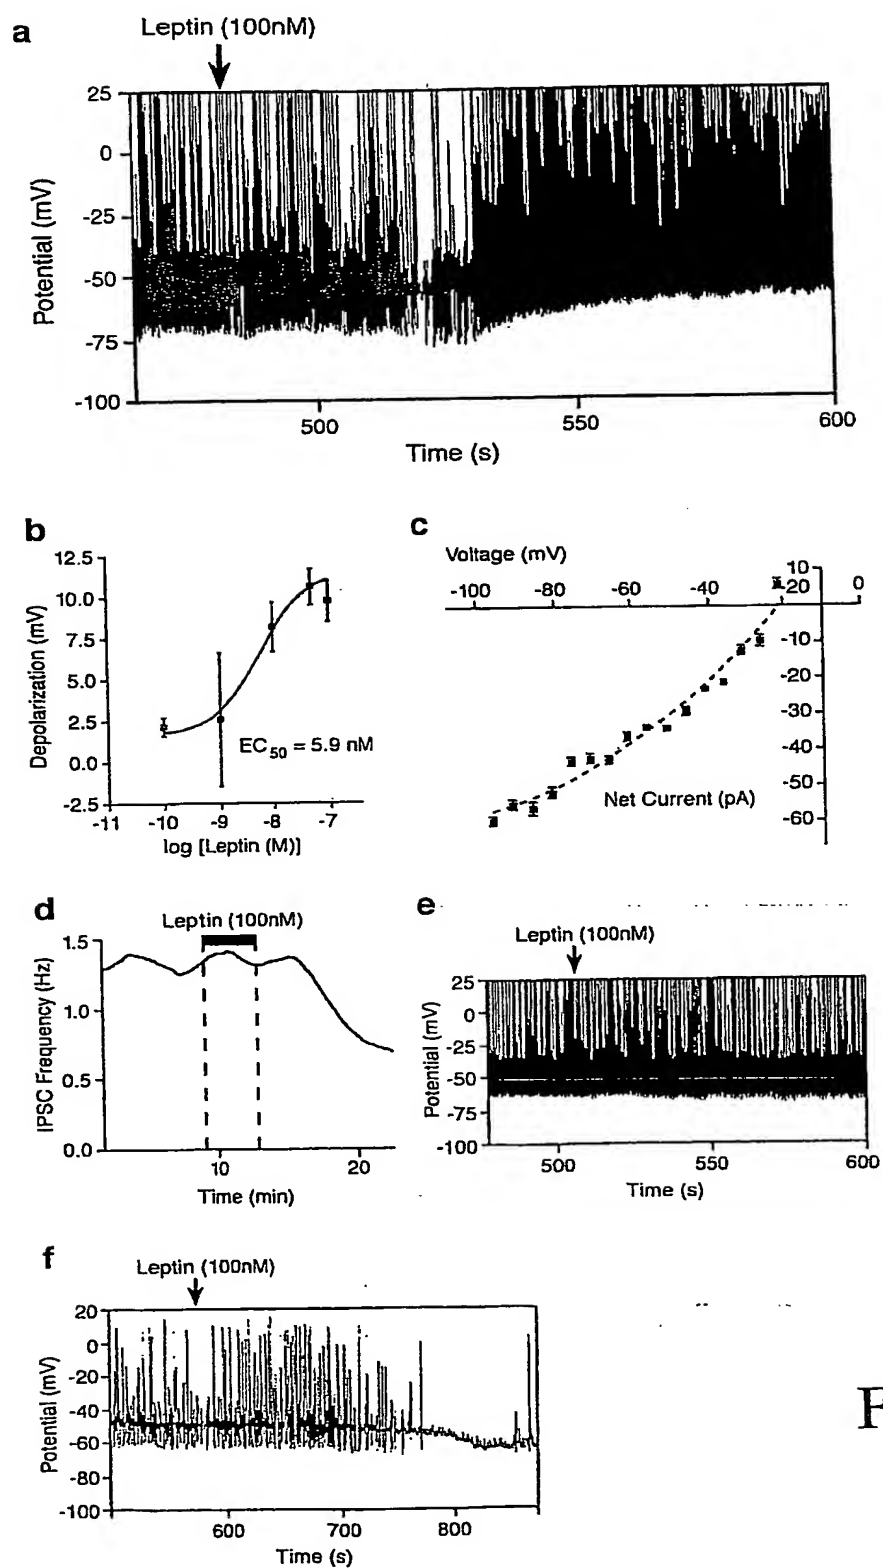 a
Leptin (100nM)
25
0
-25
-50
-75
-100
Potential (mV)
500
550
600
Time (s)
b
12.5
10.0
7.5
5.0
2.5
0.0
-2.5
Depolarization (mV)
EC50 = 5.9 nM
-11
-10
-9
-8
-7
log [Leptin (M)]
c
Voltage (mV)
-100
-80
-60
-40
-20
0
10
-10
-20
-30
-40
-50
-60
Net Current (pA)
d
Leptin (100nM)
1.5
1.0
0.5
0.0
IPSC Frequency (Hz)
10
20
Time (min)
e
Leptin (100nM)
25
0
-25
-50
-75
-100
Potential (mV)
500
550
600
Time (s)
f
Leptin (100nM)
20
0
-20
-40
-60
-80
-100
Potential (mV)
600
700
800
Time (s)